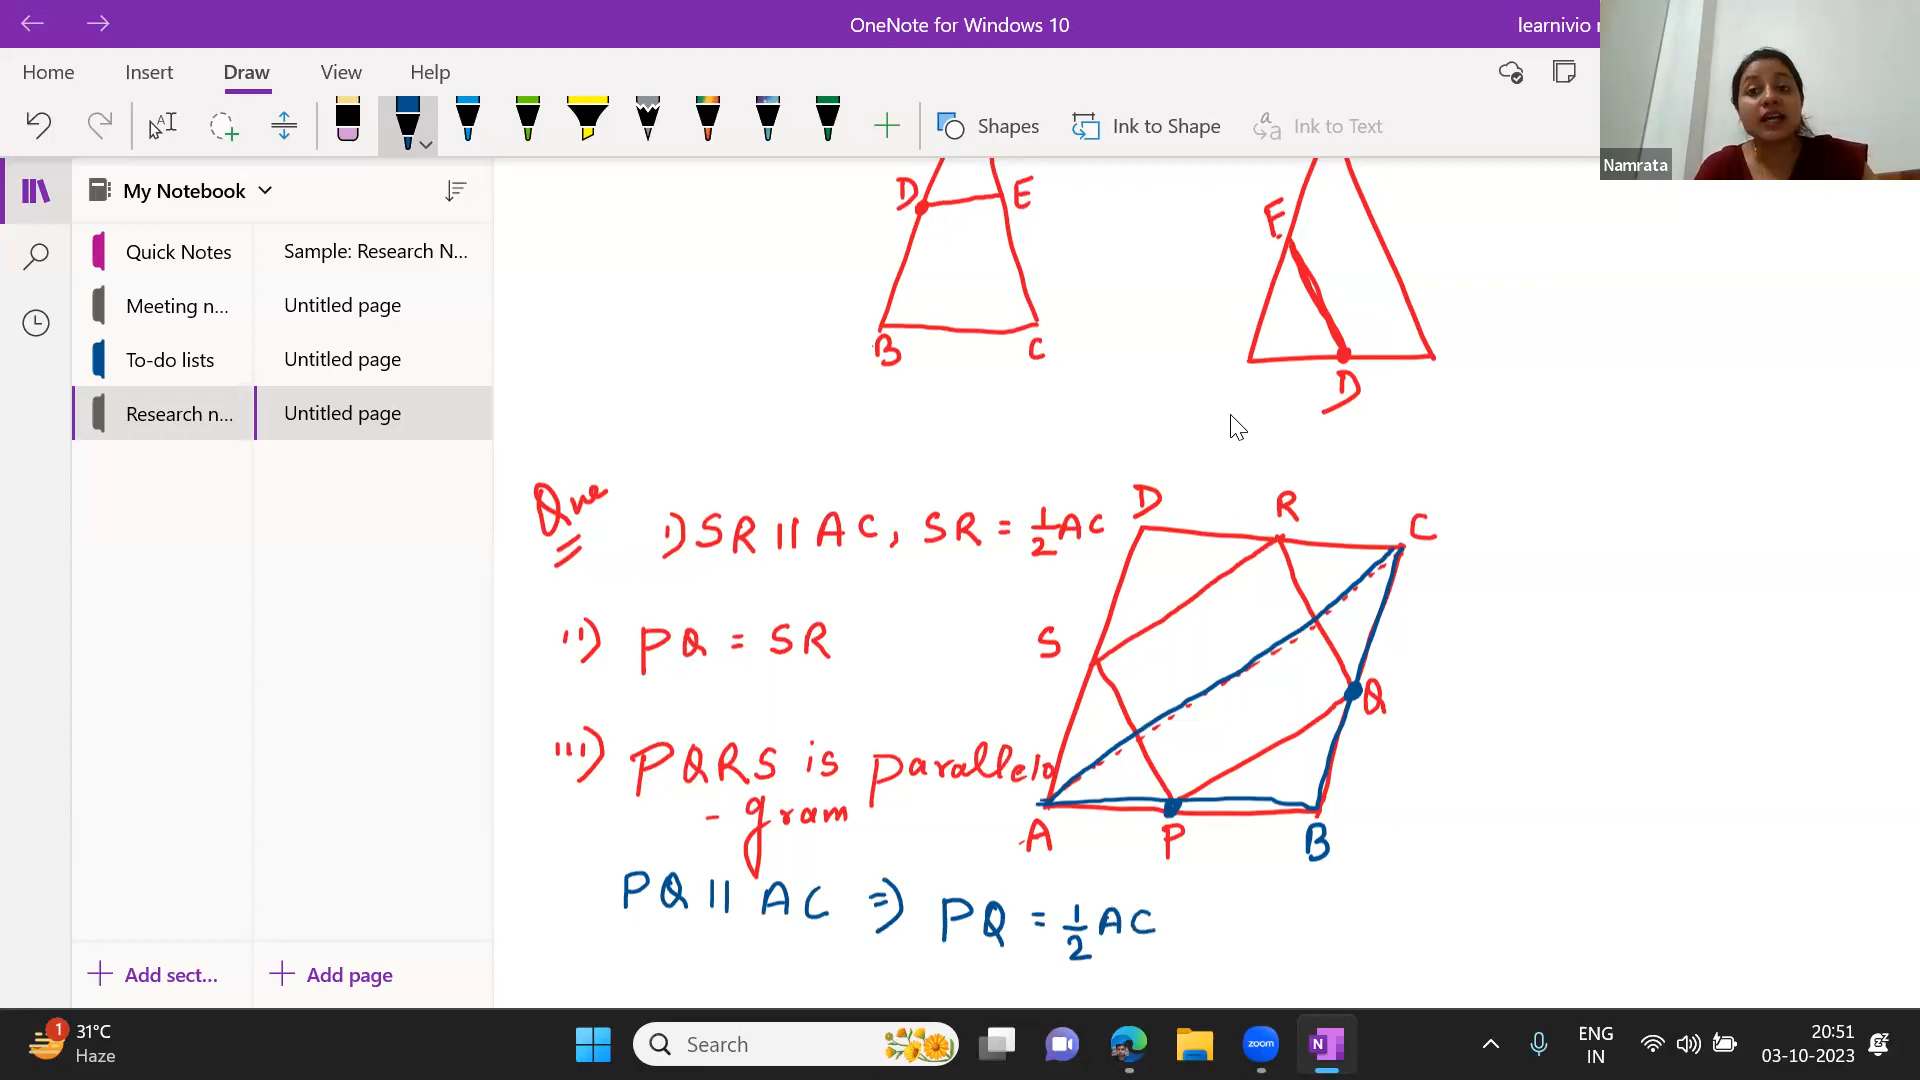 OneNote for Windows 10
learnivio
Home Insert Draw View Help
Shapes Ink to Shape Ink to Text
Namrata
My Notebook
Quick Notes
Meeting n...
To-do lists
Research n...
Sample: Research N...
Untitled page
Untitled page
Untitled page
Add sect...
Add page
D E
B C
F
D
Que
i) SR || AC, SR = 1/2 AC
ii) PQ = SR
iii) PQRS is parallelo
- gram
PQ || AC ⇒ PQ = 1/2 AC
D R C
S Q
A P B
1
31°C
Haze
Search
zoom
N
ENG
IN
20:51
03-10-2023